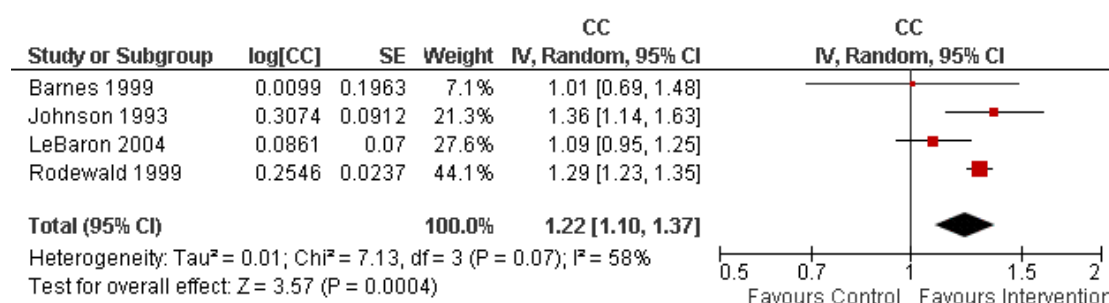 CC CC
Study or Subgroup log[CC] SE Weight IV, Random, 95% CI IV, Random, 95% CI
Barnes 1999 0.0099 0.1963 7.1% 1.01 [0.69, 1.48]
Johnson 1993 0.3074 0.0912 21.3% 1.36 [1.14, 1.63]
LeBaron 2004 0.0861 0.07 27.6% 1.09 [0.95, 1.25]
Rodewald 1999 0.2546 0.0237 44.1% 1.29 [1.23, 1.35]
Total (95% CI) 100.0% 1.22 [1.10, 1.37]
Heterogeneity: Tau² = 0.01; Chi² = 7.13, df = 3 (P = 0.07); I² = 58%
Test for overall effect: Z = 3.57 (P = 0.0004)
0.5 0.7 1 1.5 2
Favours Control Favours Intervention